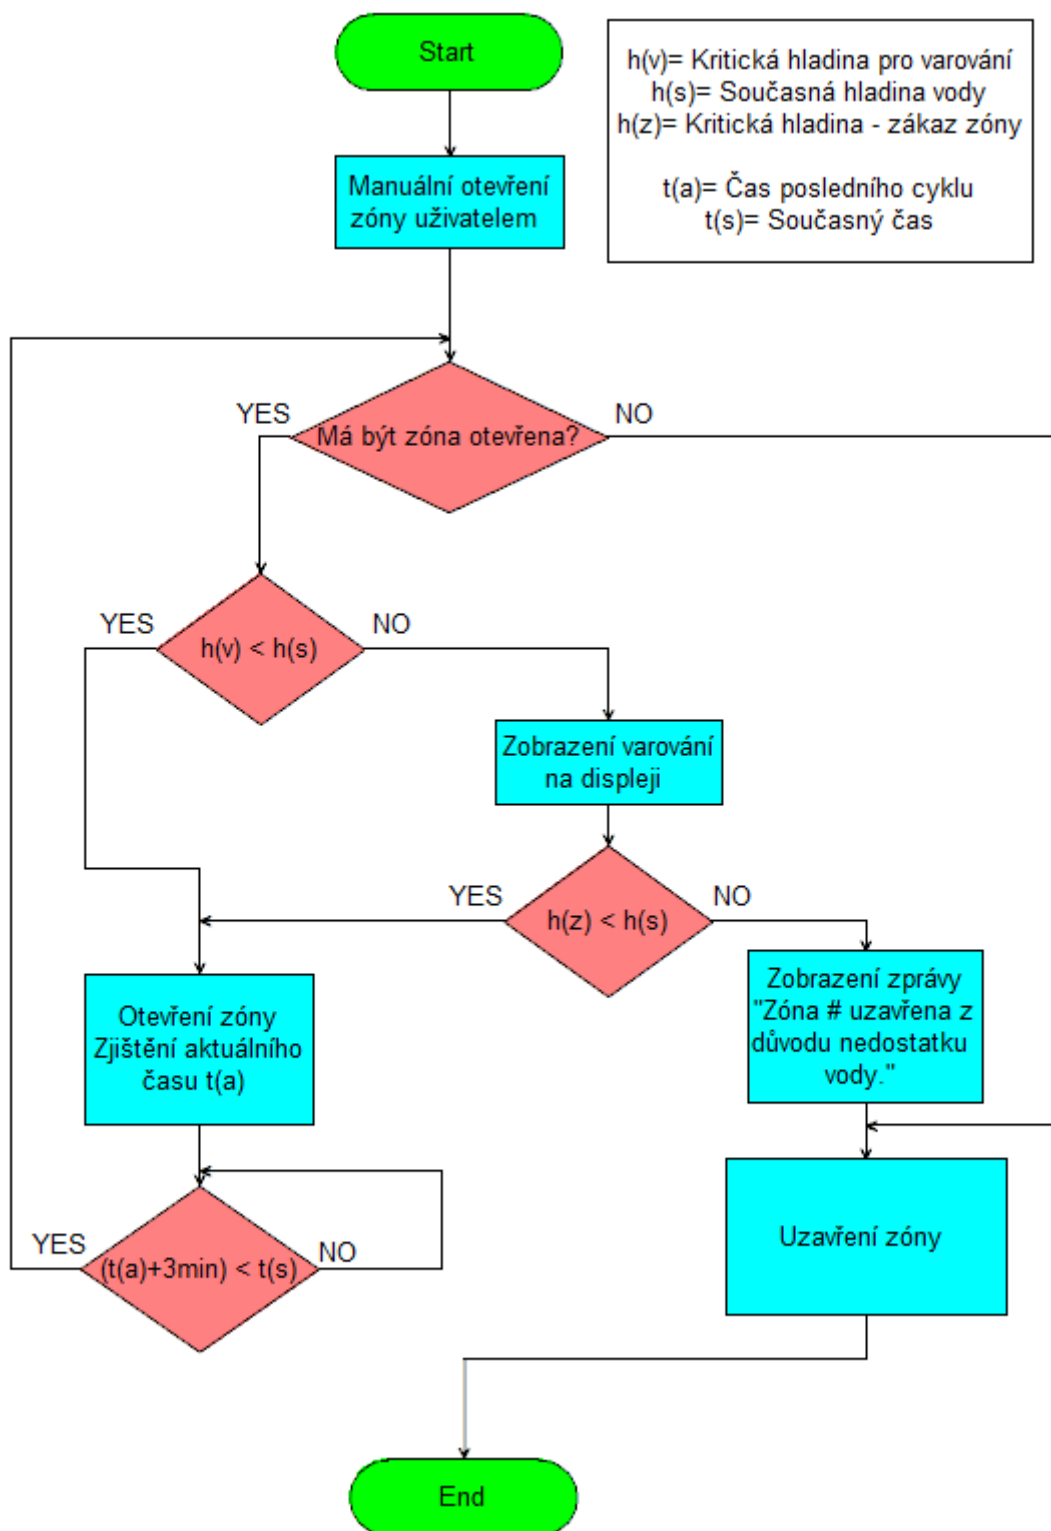 Start
h(v)= Kritická hladina pro varování
h(s)= Současná hladina vody
h(z)= Kritická hladina - zákaz zóny
t(a)= Čas posledního cyklu
t(s)= Současný čas
Manuální otevření
zóny uživatelem
YES
NO
Má být zóna otevřena?
YES
NO
h(v) < h(s)
Zobrazení varování
na displeji
YES
NO
h(z) < h(s)
Otevření zóny
Zjištění aktuálního
času t(a)
Zobrazení zprávy
"Zóna # uzavřena z
důvodu nedostatku
vody."
YES
(t(a)+3min) < t(s)
NO
Uzavření zóny
End